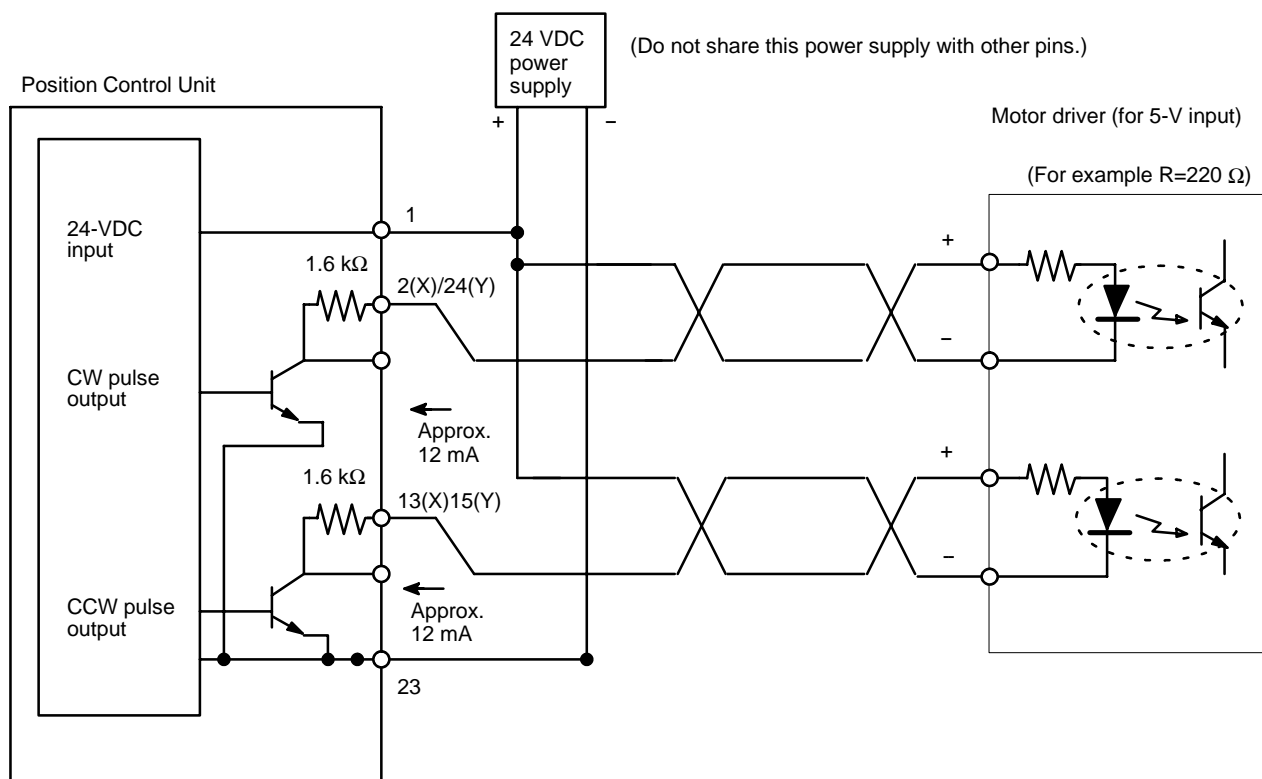 24 VDC
power
supply
(Do not share this power supply with other pins.)
Position Control Unit
+
−
Motor driver (for 5-V input)
(For example R=220 Ω)
24-VDC
input
1
+
1.6 kΩ
2(X)/24(Y)
−
CW pulse
output
Approx.
12 mA
+
1.6 kΩ
13(X)15(Y)
−
CCW pulse
output
Approx.
12 mA
23